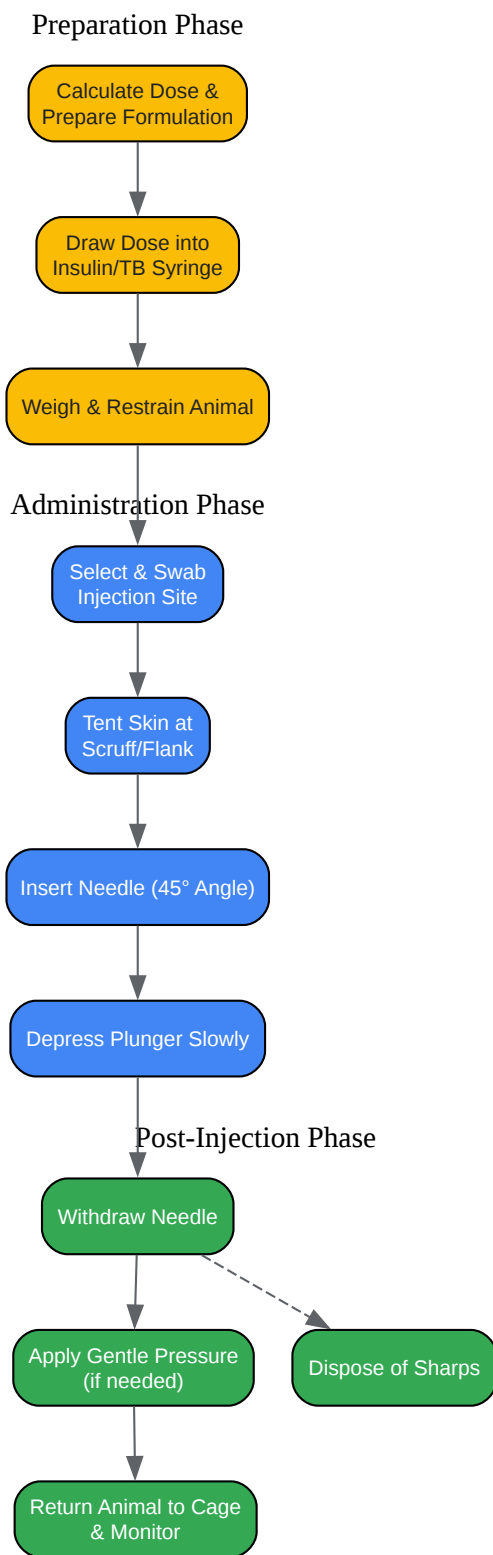 Preparation Phase
Calculate Dose &
Prepare Formulation
Draw Dose into
Insulin/TB Syringe
Weigh & Restrain Animal
Administration Phase
Select & Swab
Injection Site
Tent Skin at
Scruff/Flank
Insert Needle (45° Angle)
Depress Plunger Slowly
Post-Injection Phase
Withdraw Needle
Apply Gentle Pressure
(if needed)
Dispose of Sharps
Return Animal to Cage
& Monitor